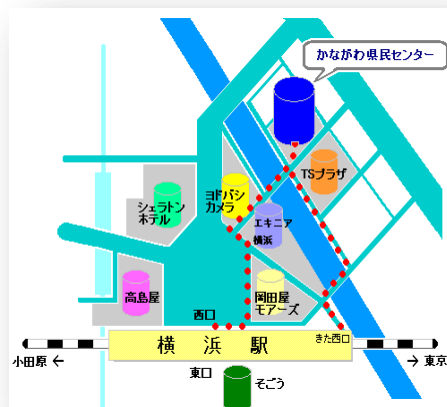 かながわ県民センター
TSプラザ
ヨドバシ
カメラ
シェラトン
ホテル
エキニア
横浜
高島屋
岡田屋
モアーズ
西口
きた西口
横浜駅
小田原 ←
→ 東京
東口
そごう